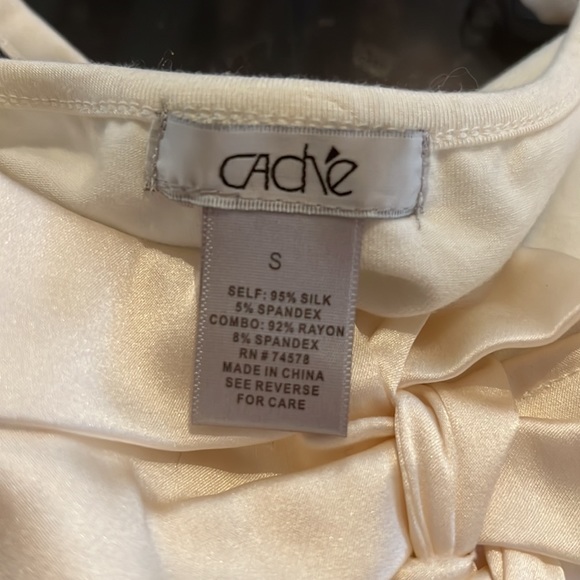 CACHÉ
S
SELF: 95% SILK
5% SPANDEX
COMBO: 92% RAYON
8% SPANDEX
RN # 74578
MADE IN CHINA
SEE REVERSE
FOR CARE